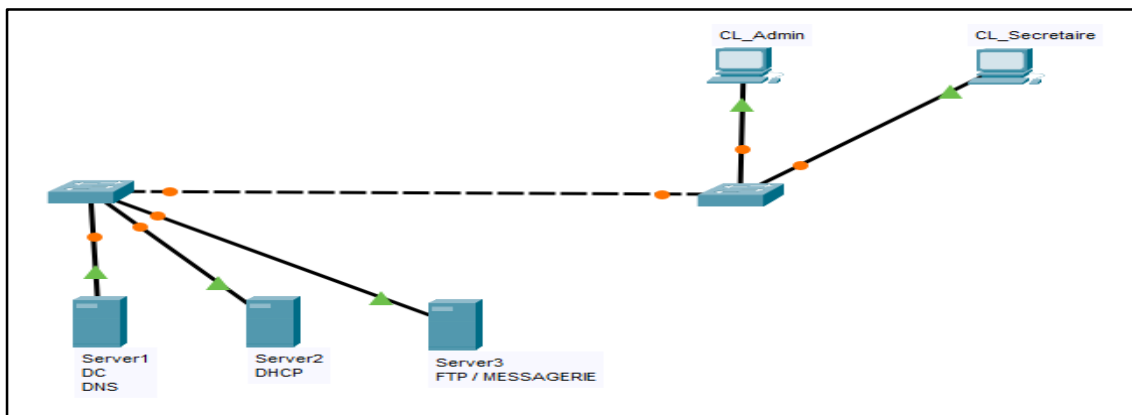 CL_Admin
CL_Secretaire
Server1
DC
DNS
Server2
DHCP
Server3
FTP / MESSAGERIE